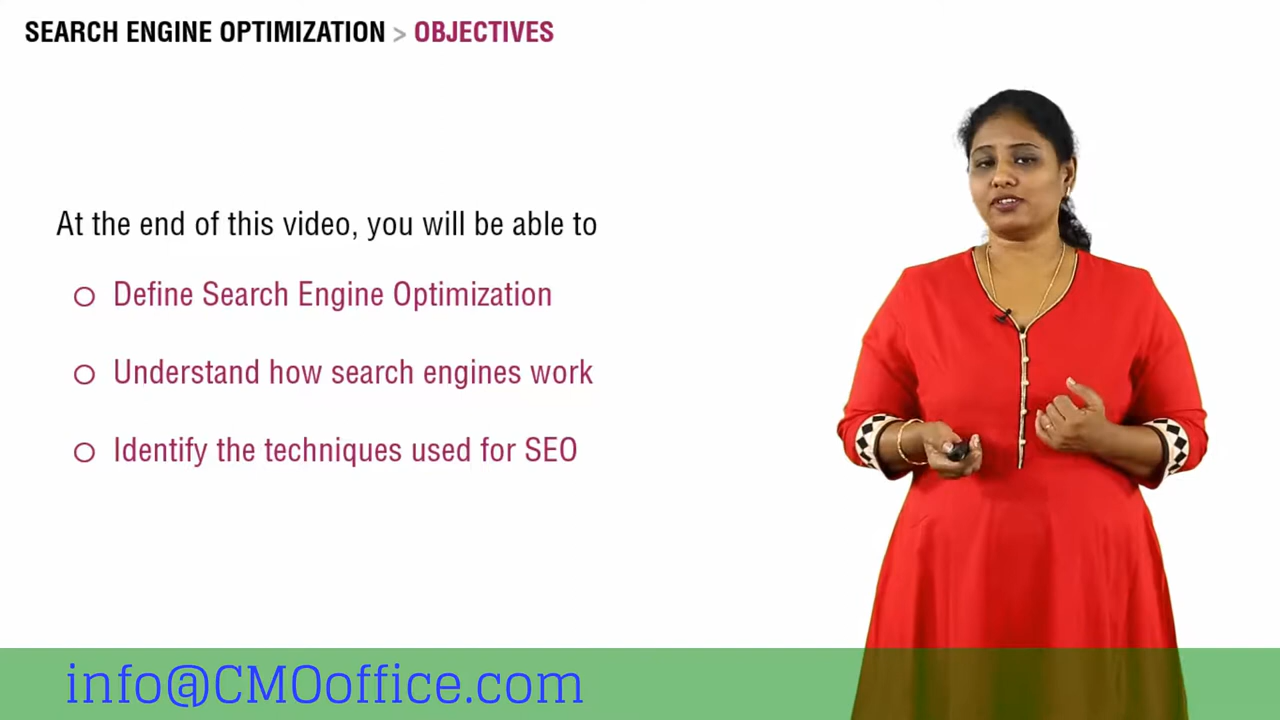 SEARCH ENGINE OPTIMIZATION > OBJECTIVES
At the end of this video, you will be able to
Define Search Engine Optimization
Understand how search engines work
Identify the techniques used for SEO
info@CMOoffice.com